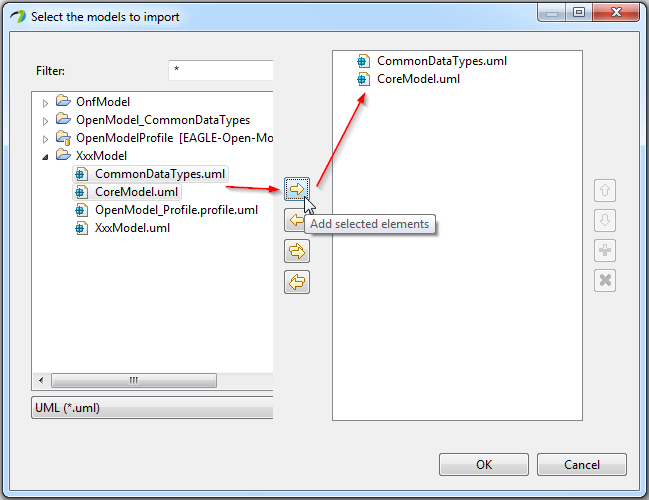 Select the models to import
Filter:
*
OnfModel
OpenModel_CommonDataTypes
OpenModelProfile [EAGLE-Open-Mo
XxxModel
CommonDataTypes.uml
CoreModel.uml
OpenModel_Profile.profile.uml
XxxModel.uml
UML (*.uml)
Add selected elements
CommonDataTypes.uml
CoreModel.uml
OK
Cancel